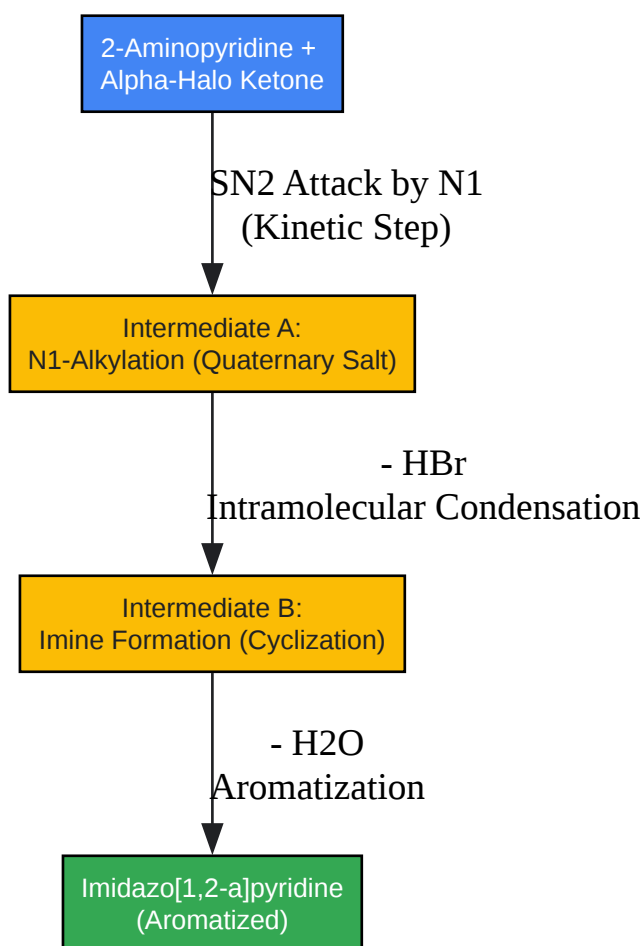 2-Aminopyridine +
Alpha-Halo Ketone
SN2 Attack by N1
(Kinetic Step)
Intermediate A:
N1-Alkylation (Quaternary Salt)
- HBr
Intramolecular Condensation
Intermediate B:
Imine Formation (Cyclization)
- H2O
Aromatization
Imidazo[1,2-a]pyridine
(Aromatized)